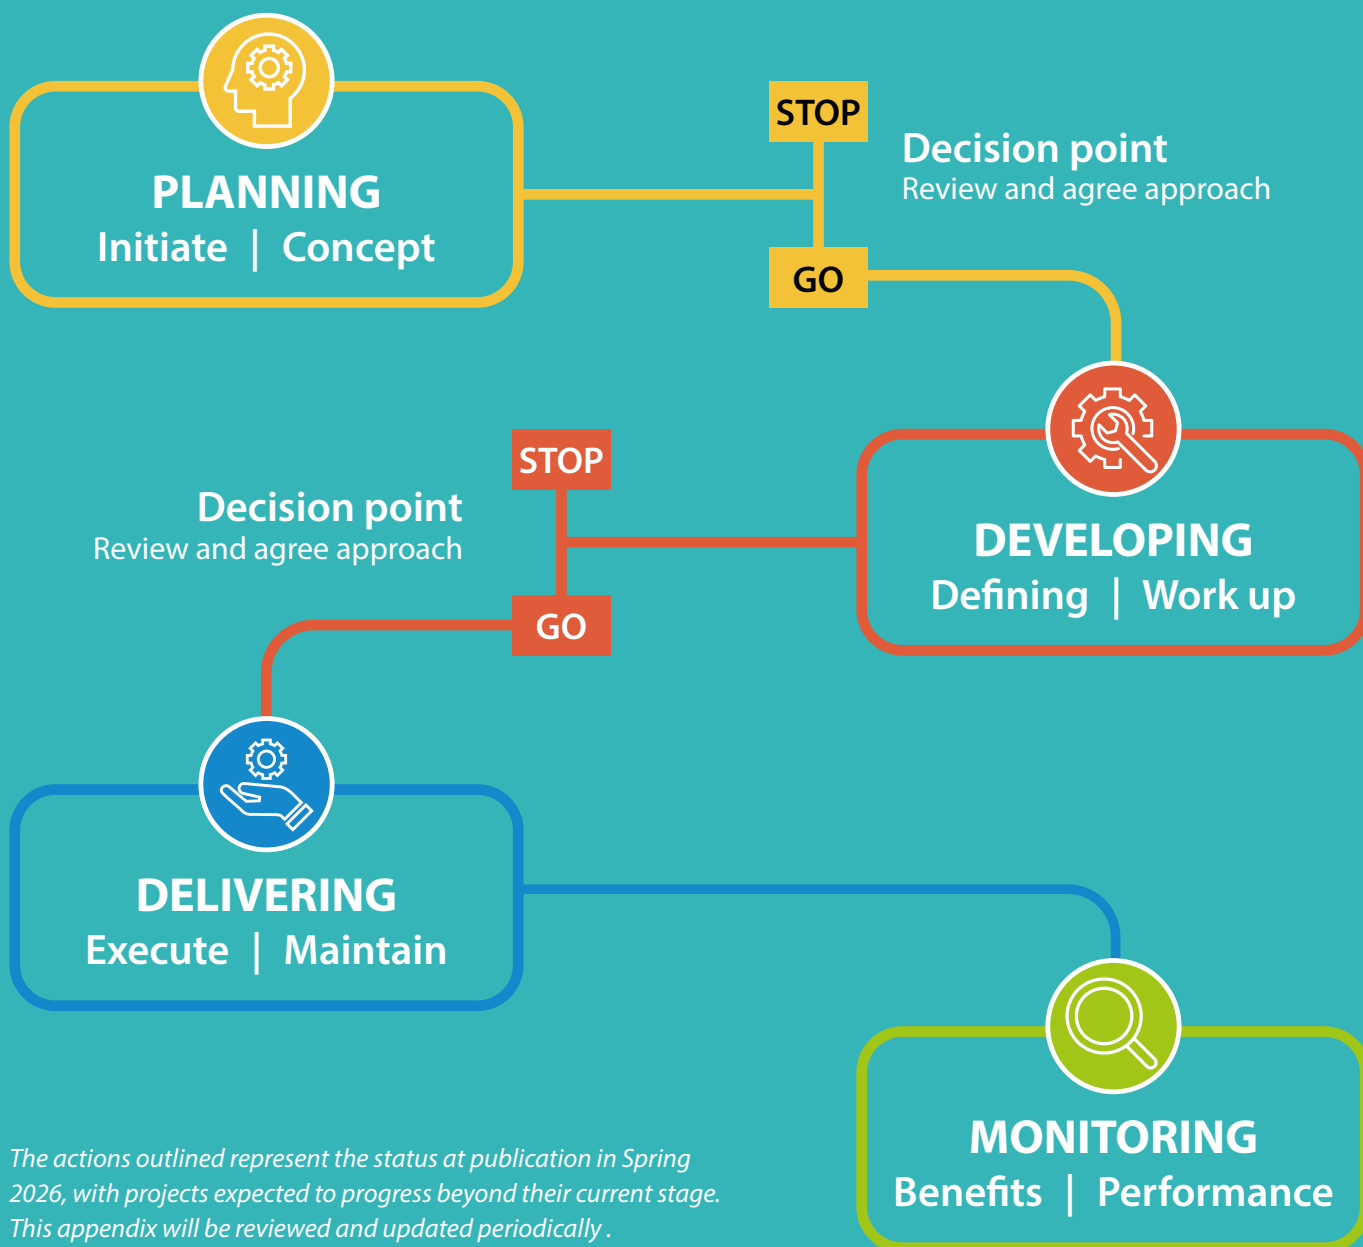 PLANNING
Initiate | Concept
STOP
Decision point
Review and agree approach
GO
STOP
Decision point
Review and agree approach
GO
DEVELOPING
Defining | Work up
DELIVERING
Execute | Maintain
MONITORING
Benefits | Performance
The actions outlined represent the status at publication in Spring
2026, with projects expected to progress beyond their current stage.
This appendix will be reviewed and updated periodically .